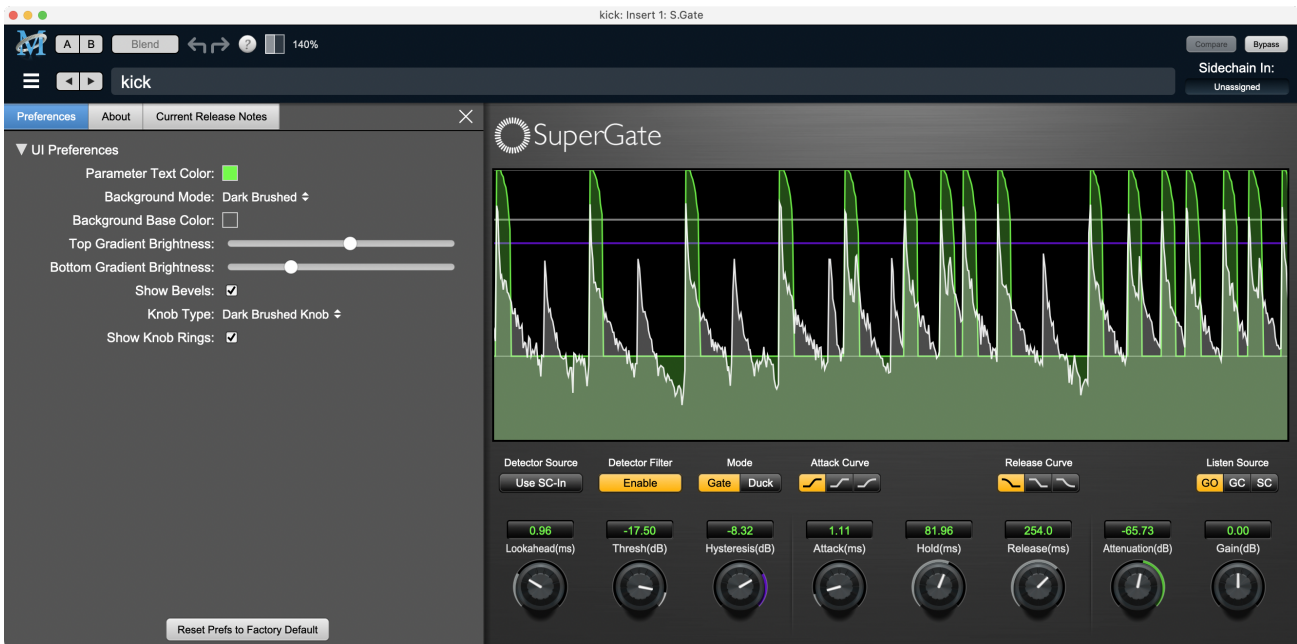 kick: Insert 1: S.Gate
A B Blend ? 140% Compare Bypass
Sidechain In:
kick
Unassigned
Preferences About Current Release Notes
SuperGate
UI Preferences
Parameter Text Color:
Background Mode: Dark Brushed
Background Base Color:
Top Gradient Brightness:
Bottom Gradient Brightness:
Show Bevels:
Knob Type: Dark Brushed Knob
Show Knob Rings:
Reset Prefs to Factory Default
Detector Source Detector Filter Mode Attack Curve Release Curve Listen Source
Use SC-In Enable Gate Duck GO GC SC
0.96 -17.50 -8.32 1.11 81.96 254.0 -65.73 0.00
Lookahead(ms) Thresh(dB) Hysteresis(dB) Attack(ms) Hold(ms) Release(ms) Attenuation(dB) Gain(dB)